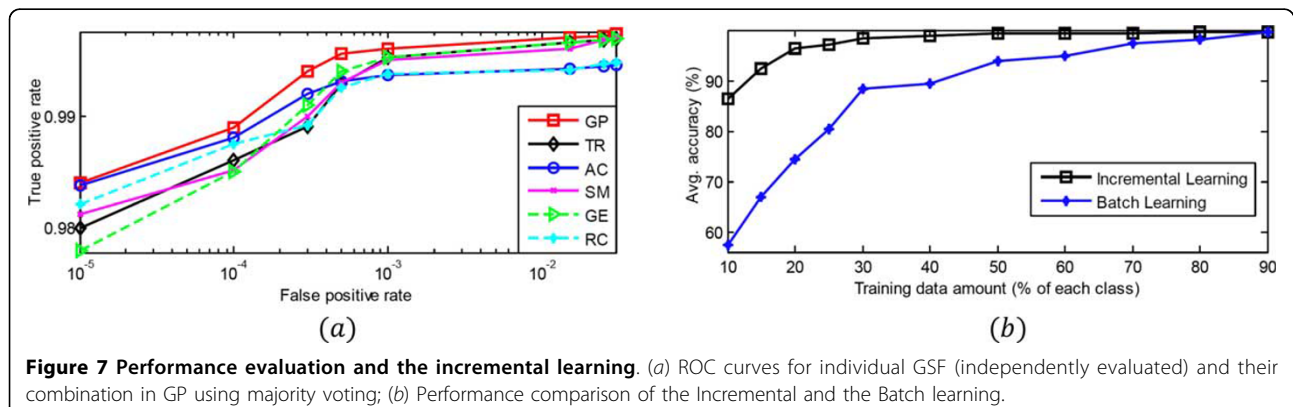 True positive rate
0.99
0.98
10-5
10-4
10-3
10-2
False positive rate
GP
TR
AC
SM
GE
RC
(a)
Avg. accuracy (%)
90
80
70
60
10
20
30
40
50
60
70
80
90
Training data amount (% of each class)
Incremental Learning
Batch Learning
(b)
Figure 7 Performance evaluation and the incremental learning. (a) ROC curves for individual GSF (independently evaluated) and their
combination in GP using majority voting; (b) Performance comparison of the Incremental and the Batch learning.